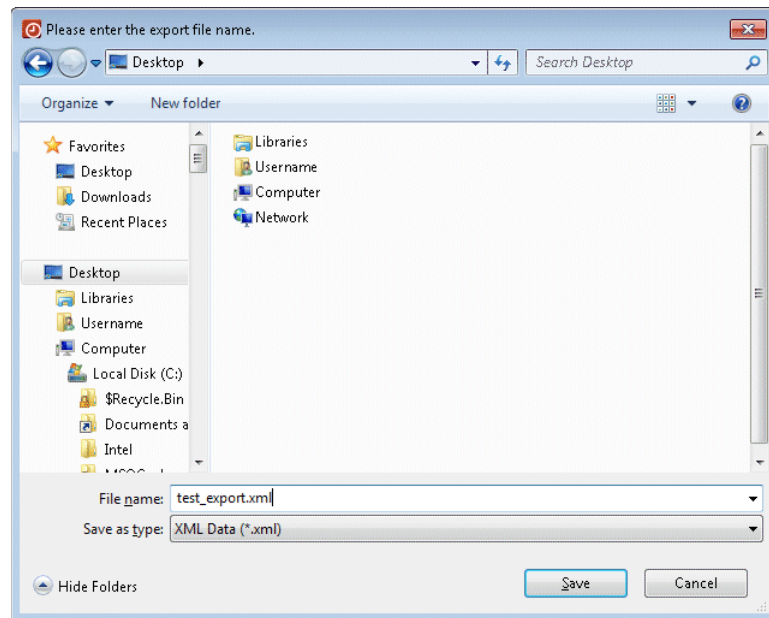 Please enter the export file name.
Desktop
Search Desktop
Organize
New folder
Favorites
Desktop
Downloads
Recent Places
Desktop
Libraries
Username
Computer
Local Disk (C:)
$Recycle.Bin
Documents a
Intel
Libraries
Username
Computer
Network
File name: test_export.xml
Save as type: XML Data (*.xml)
Hide Folders
Save
Cancel